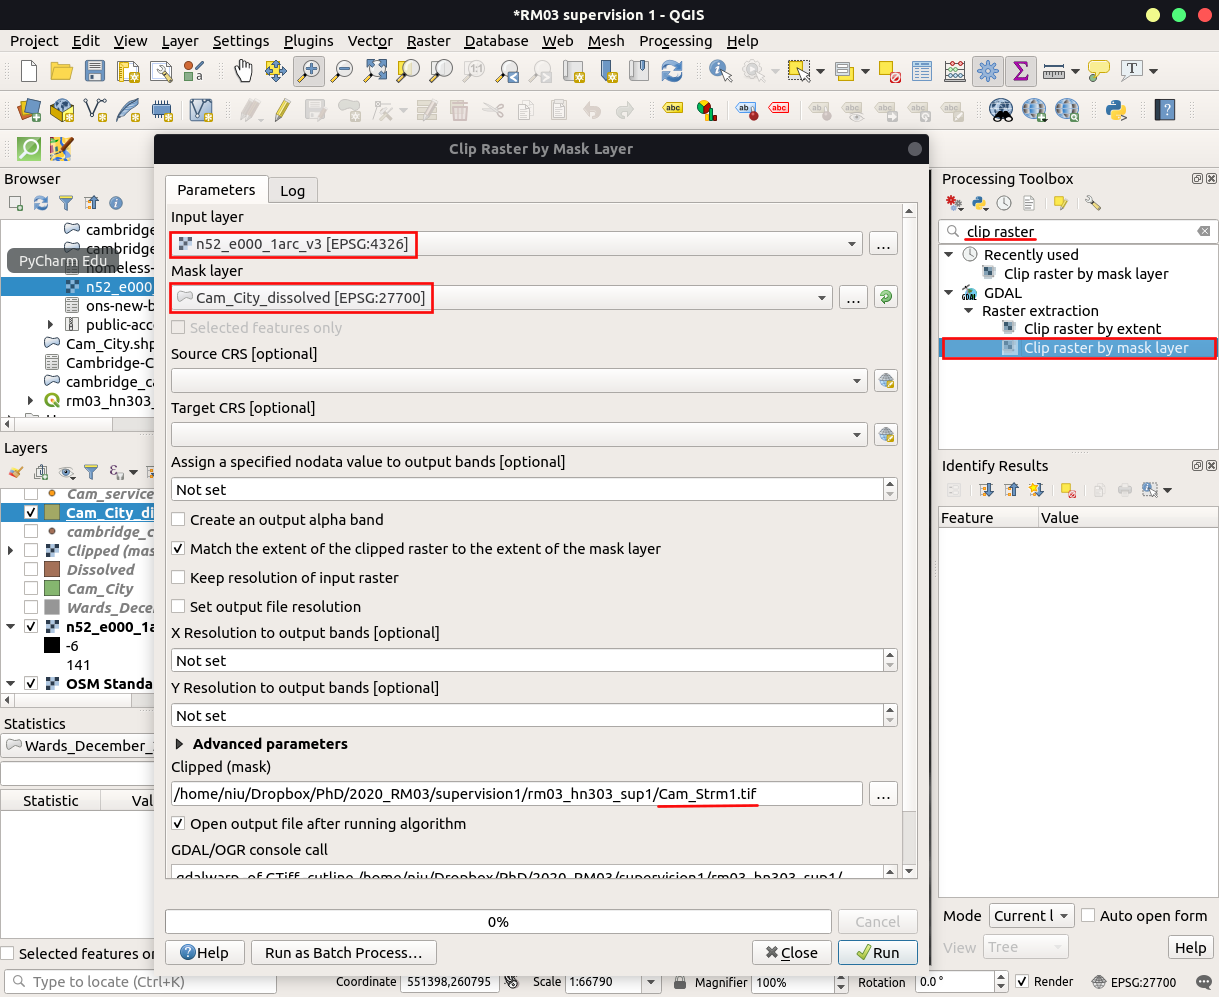 *RM03 supervision 1 - QGIS
Project Edit View Layer Settings Plugins Vector Raster Database Web Mesh Processing Help
Browser
cambridge
cambridge
PyCharm Edu
homeless-
n52_e000_
ons-new-b
public-acc
Cam_City.shp
Cambridge-C
cambridge_ca
rm03_hn303_
Layers
Cam_service
Cam_City_di
cambridge_c
Clipped (mas
Dissolved
Cam_City
Wards_Dece
n52_e000_1a
-6
141
OSM Standa
Statistics
Wards_December_
Statistic Val
Selected features on
Type to locate (Ctrl+K)
Clip Raster by Mask Layer
Parameters Log
Input layer
n52_e000_1arc_v3 [EPSG:4326]
...
Mask layer
Cam_City_dissolved [EPSG:27700]
...
Selected features only
Source CRS [optional]
Target CRS [optional]
Assign a specified nodata value to output bands [optional]
Not set
Create an output alpha band
Match the extent of the clipped raster to the extent of the mask layer
Keep resolution of input raster
Set output file resolution
X Resolution to output bands [optional]
Not set
Y Resolution to output bands [optional]
Not set
Advanced parameters
Clipped (mask)
/home/niu/Dropbox/PhD/2020_RM03/supervision1/rm03_hn303_sup1/Cam_Strm1.tif
...
Open output file after running algorithm
GDAL/OGR console call
gdalwarp -of GTiff -cutline /home/niu/Dropbox/PhD/2020_RM03/supervision1/rm03_hn303_sup1/
0%
Cancel
Help Run as Batch Process... Close Run
Processing Toolbox
clip raster
Recently used
Clip raster by mask layer
GDAL
Raster extraction
Clip raster by extent
Clip raster by mask layer
Identify Results
Feature Value
Mode Current l Auto open form
View Tree Help
Coordinate 551398,260795 Scale 1:66790 Magnifier 100% Rotation 0.0° Render EPSG:27700